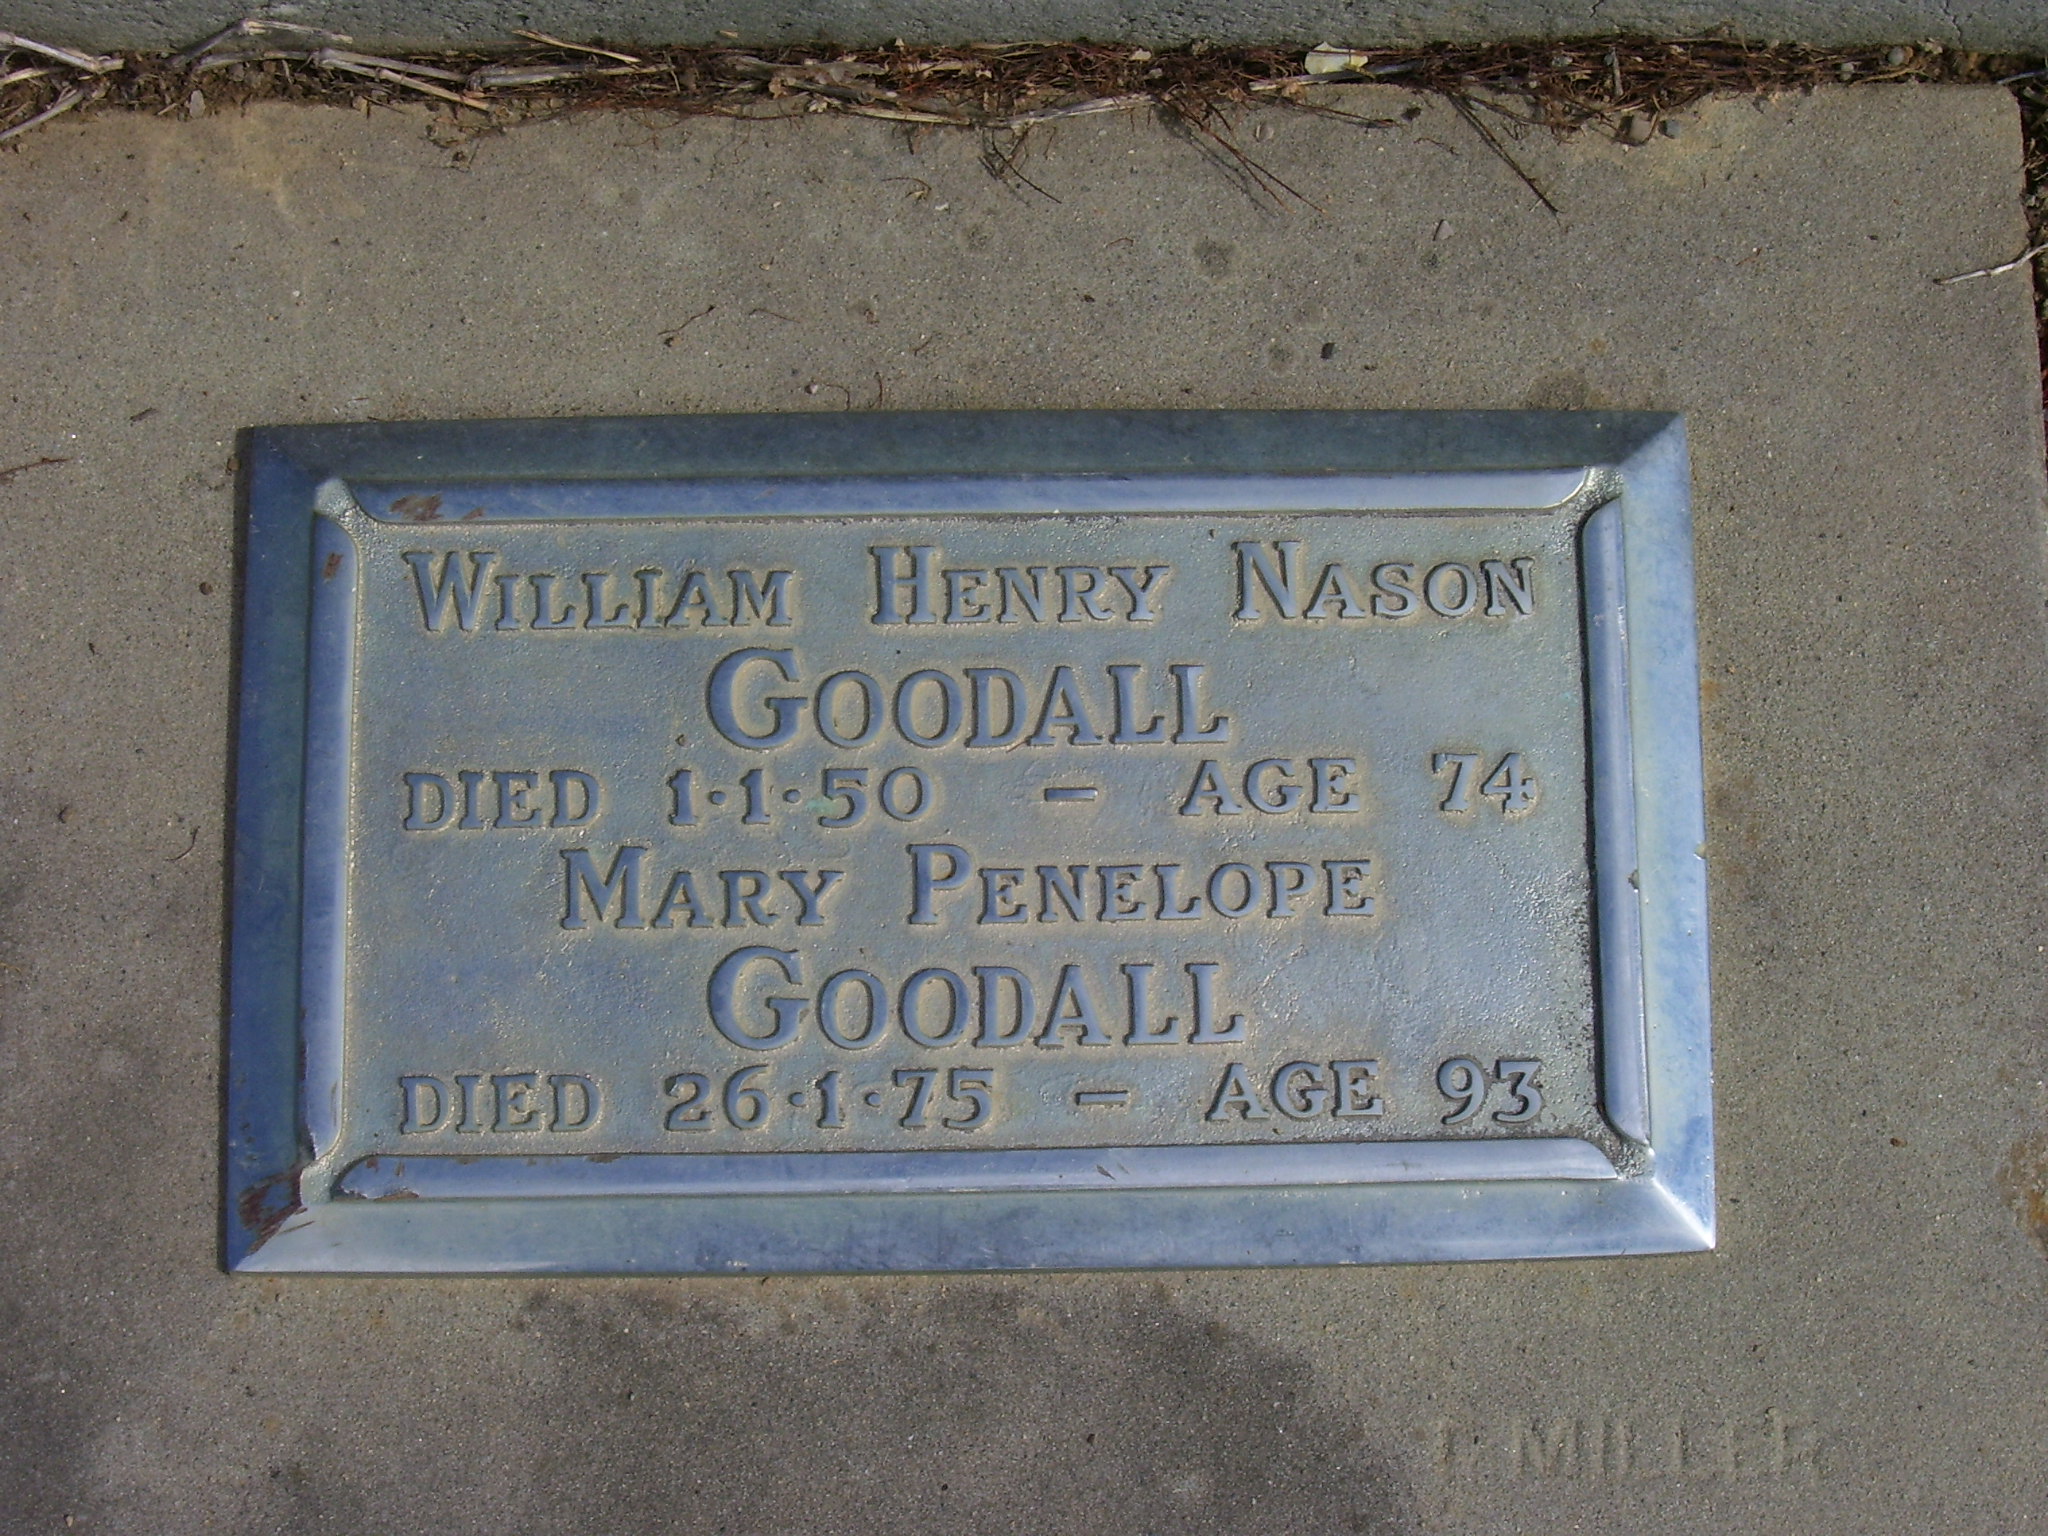 WILLIAM HENRY NASON
GOODALL
DIED 1·1·50 – AGE 74
MARY PENELOPE
GOODALL
DIED 26·1·75 – AGE 93
MILLER